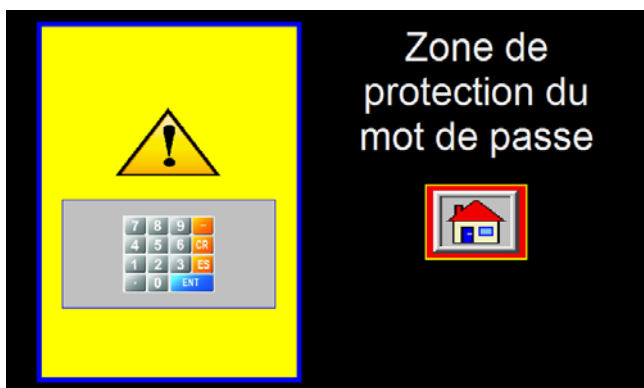 Zone de
protection du
mot de passe
7 8 9 -
4 5 6 CR
1 2 3 ES
. 0 ENT